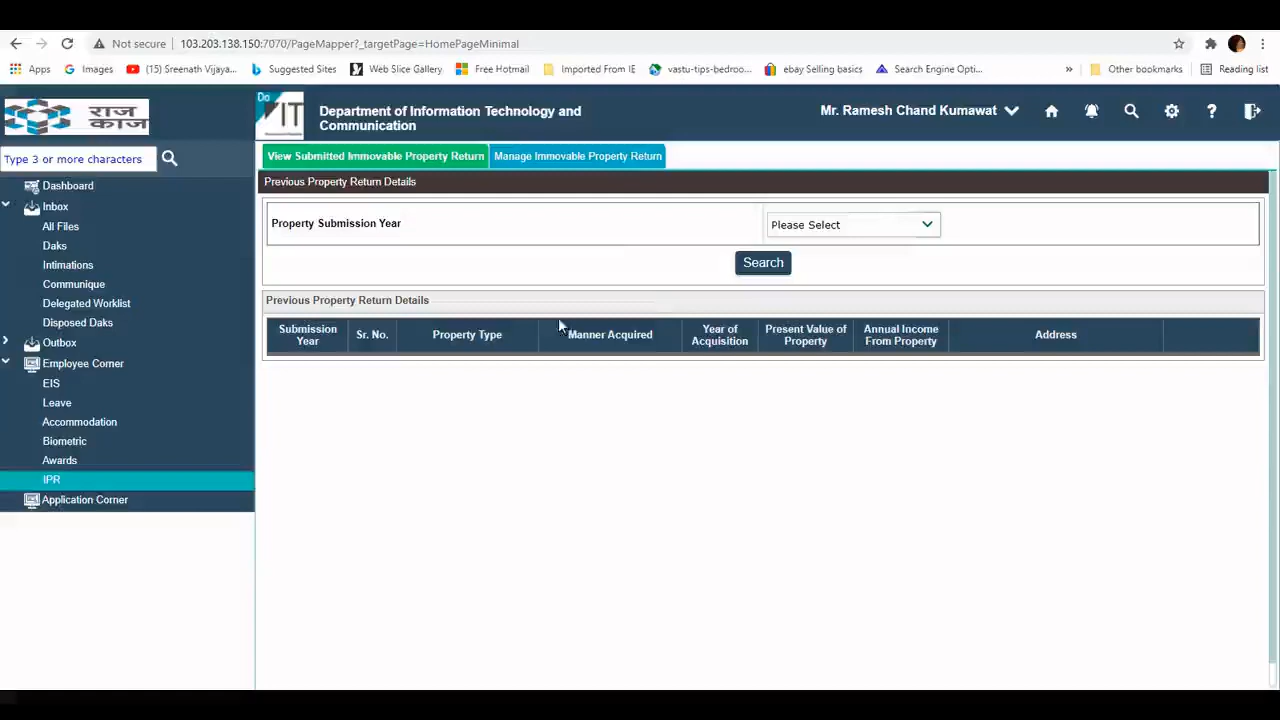 Not secure 103.203.138.150:7070/PageMapper?_targetPage=HomePageMinimal
Apps Images (15) Sreenath Vijaya... Suggested Sites Web Slice Gallery Free Hotmail Imported From IE vastu-tips-bedroo... ebay Selling basics Search Engine Opti... » Other bookmarks Reading list
राज
काज
Do
IT
Department of Information Technology and
Communication
Mr. Ramesh Chand Kumawat
Type 3 or more characters
View Submitted Immovable Property Return Manage Immovable Property Return
Dashboard
Inbox
All Files
Daks
Intimations
Communique
Delegated Worklist
Disposed Daks
Outbox
Employee Corner
EIS
Leave
Accommodation
Biometric
Awards
IPR
Application Corner
Previous Property Return Details
Property Submission Year Please Select
Search
Previous Property Return Details
Submission Year Sr. No. Property Type Manner Acquired Year of Acquisition Present Value of Property Annual Income From Property Address